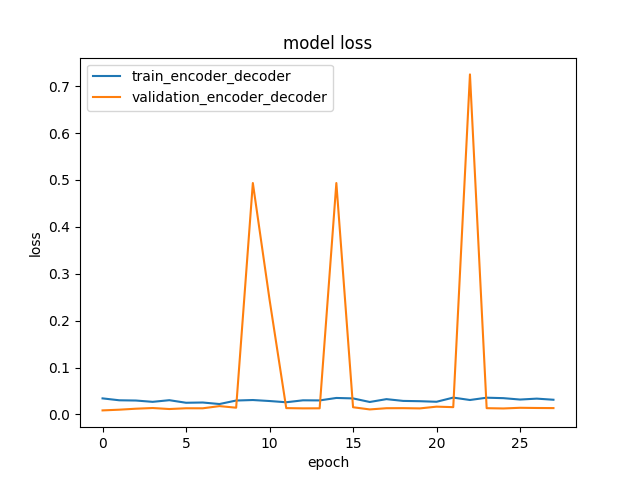 model loss
train_encoder_decoder
validation_encoder_decoder
0.7
0.6
0.5
0.4
0.3
0.2
0.1
0.0
loss
0 5 10 15 20 25
epoch